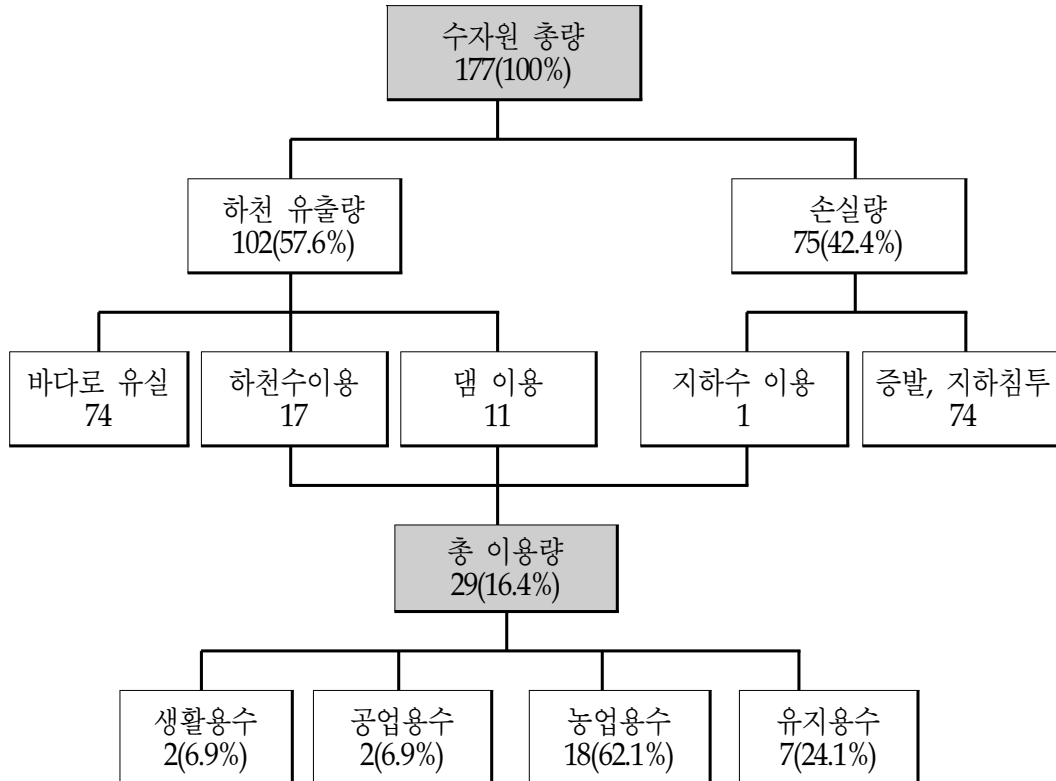 수자원 총량
177(100%)
하천 유출량
102(57.6%)
손실량
75(42.4%)
바다로 유실
74
하천수이용
17
댐 이용
11
지하수 이용
1
증발, 지하침투
74
총 이용량
29(16.4%)
생활용수
2(6.9%)
공업용수
2(6.9%)
농업용수
18(62.1%)
유지용수
7(24.1%)